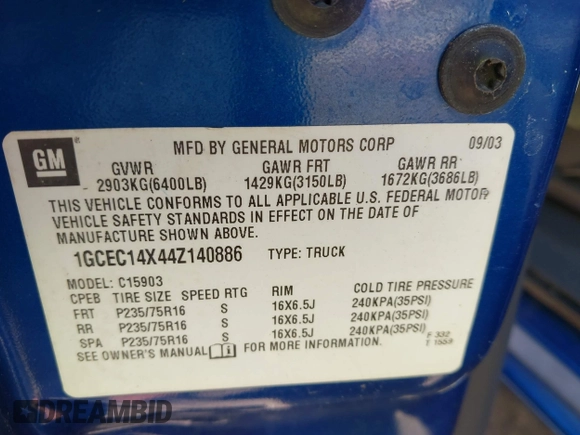 GM
MFD BY GENERAL MOTORS CORP 09/03
GVWR GAWR FRT GAWR RR
2903KG(6400LB) 1429KG(3150LB) 1672KG(3686LB)
THIS VEHICLE CONFORMS TO ALL APPLICABLE U.S. FEDERAL MOTOR
VEHICLE SAFETY STANDARDS IN EFFECT ON THE DATE OF
MANUFACTURE SHOWN ABOVE.
1GCEC14X44Z140886 TYPE: TRUCK
MODEL: C15903
CPEB TIRE SIZE SPEED RTG RIM COLD TIRE PRESSURE
FRT P235/75R16 S 16X6.5J 240KPA(35PSI)
RR P235/75R16 S 16X6.5J 240KPA(35PSI)
SPA P235/75R16 S 16X6.5J 240KPA(35PSI)
F 332
SEE OWNER'S MANUAL FOR MORE INFORMATION. T 1559
DREAMBID